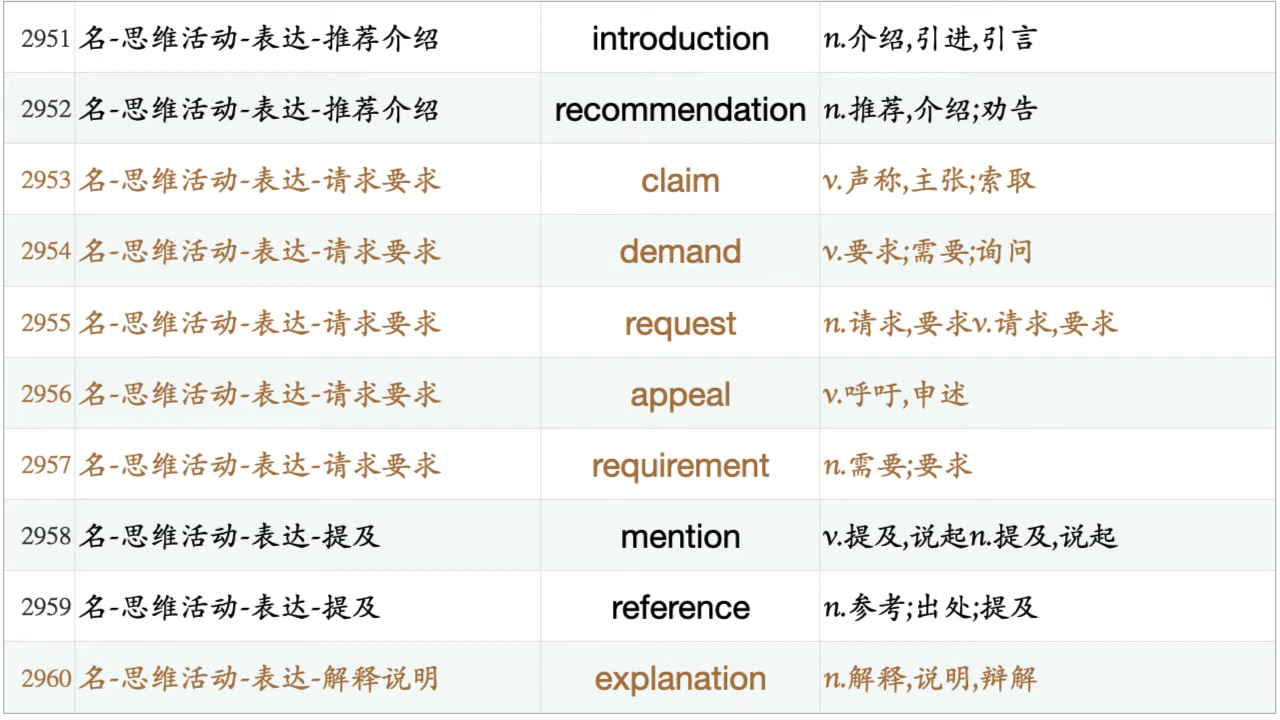 2951 名-思维活动-表达-推荐介绍 introduction n.介绍,引进,引言
2952 名-思维活动-表达-推荐介绍 recommendation n.推荐,介绍;劝告
2953 名-思维活动-表达-请求要求 claim v.声称,主张;索取
2954 名-思维活动-表达-请求要求 demand v.要求;需要;询问
2955 名-思维活动-表达-请求要求 request n.请求,要求v.请求,要求
2956 名-思维活动-表达-请求要求 appeal v.呼吁,申述
2957 名-思维活动-表达-请求要求 requirement n.需要;要求
2958 名-思维活动-表达-提及 mention v.提及,说起n.提及,说起
2959 名-思维活动-表达-提及 reference n.参考;出处;提及
2960 名-思维活动-表达-解释说明 explanation n.解释,说明,辩解